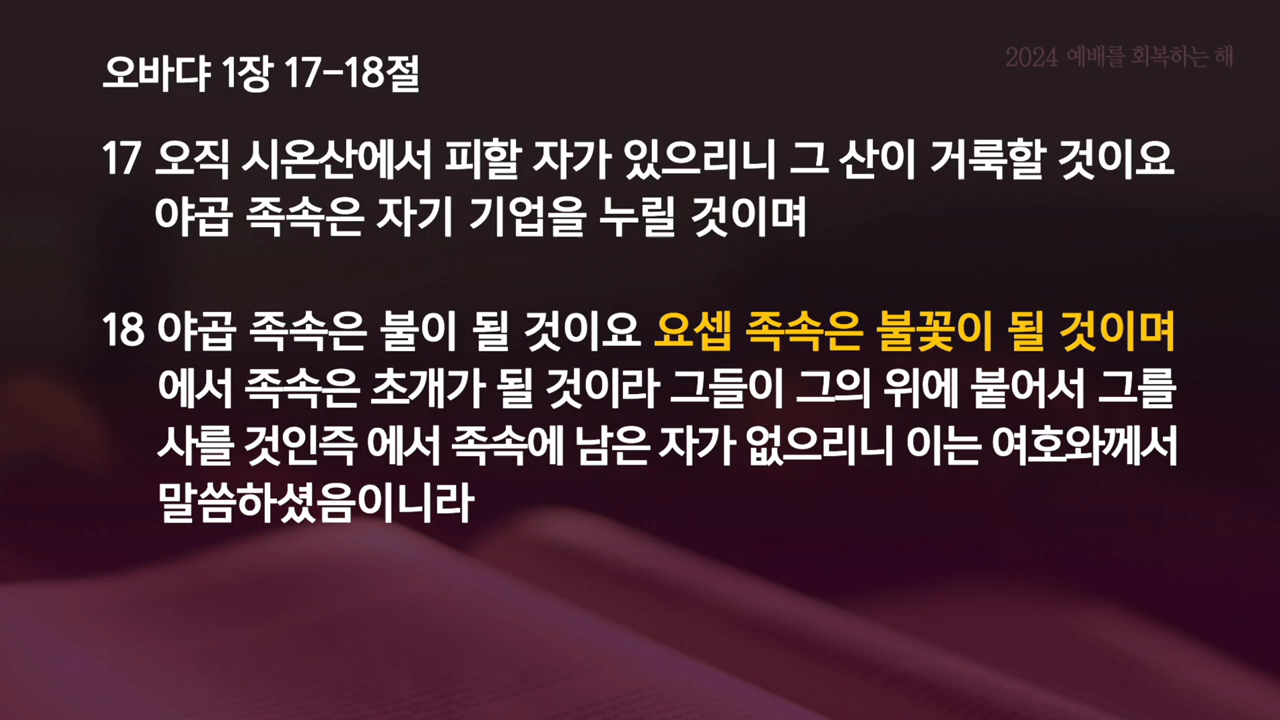 오바댜 1장 17-18절
2024 예배를 회복하는 해
17 오직 시온산에서 피할 자가 있으리니 그 산이 거룩할 것이요
야곱 족속은 자기 기업을 누릴 것이며
18 야곱 족속은 불이 될 것이요 요셉 족속은 불꽃이 될 것이며
에서 족속은 초개가 될 것이라 그들이 그의 위에 붙어서 그를
사를 것인즉 에서 족속에 남은 자가 없으리니 이는 여호와께서
말씀하셨음이니라